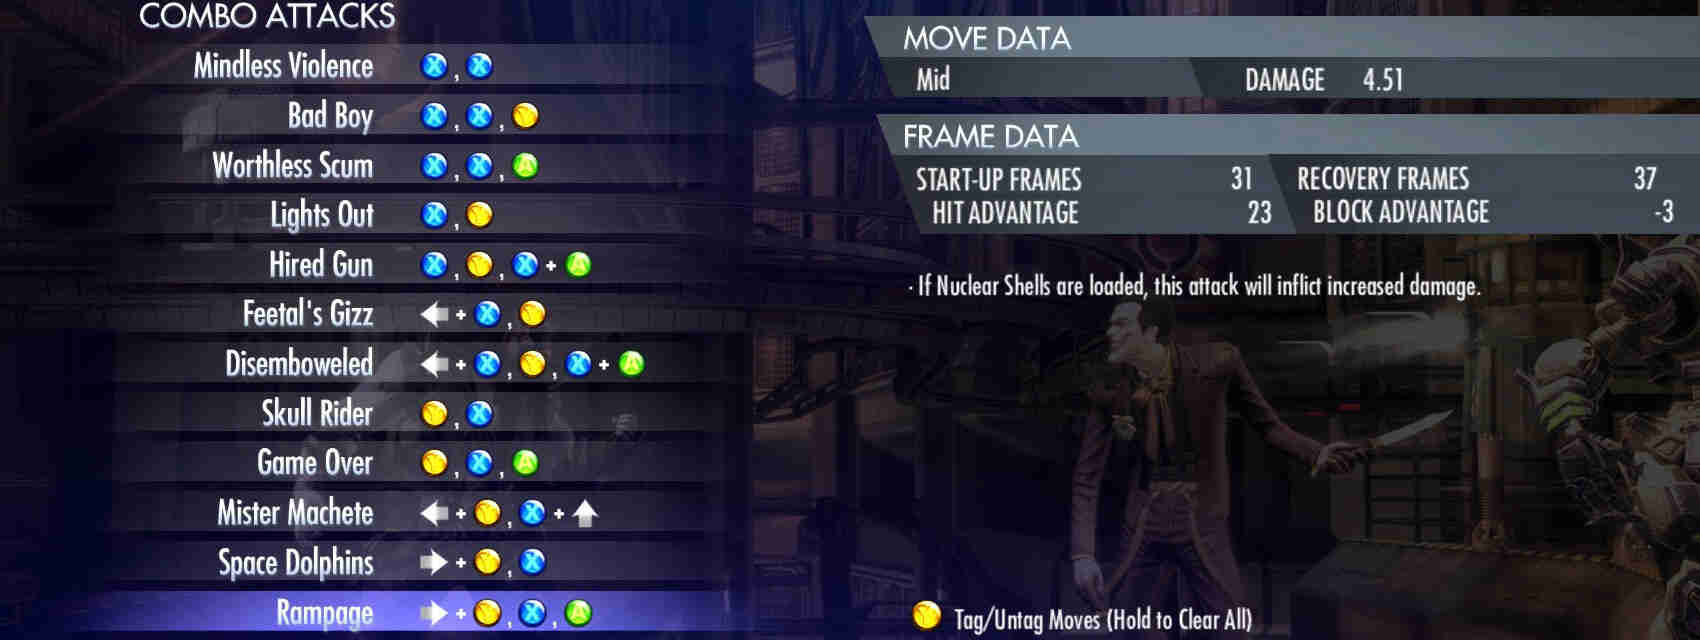 COMBO ATTACKS
Mindless Violence X , X
Bad Boy X , X , Y
Worthless Scum X , X , A
Lights Out X , Y
Hired Gun X , Y , X + A
Feetal's Gizz + X , Y
Disemboweled + X , Y , X + A
Skull Rider Y , X
Game Over Y , X , A
Mister Machete + Y , X +
Space Dolphins + Y , X
Rampage + Y , X , A
MOVE DATA
Mid DAMAGE 4.51
FRAME DATA
START-UP FRAMES 31 RECOVERY FRAMES 37
HIT ADVANTAGE 23 BLOCK ADVANTAGE -3
· If Nuclear Shells are loaded, this attack will inflict increased damage.
Y Tag/Untag Moves (Hold to Clear All)